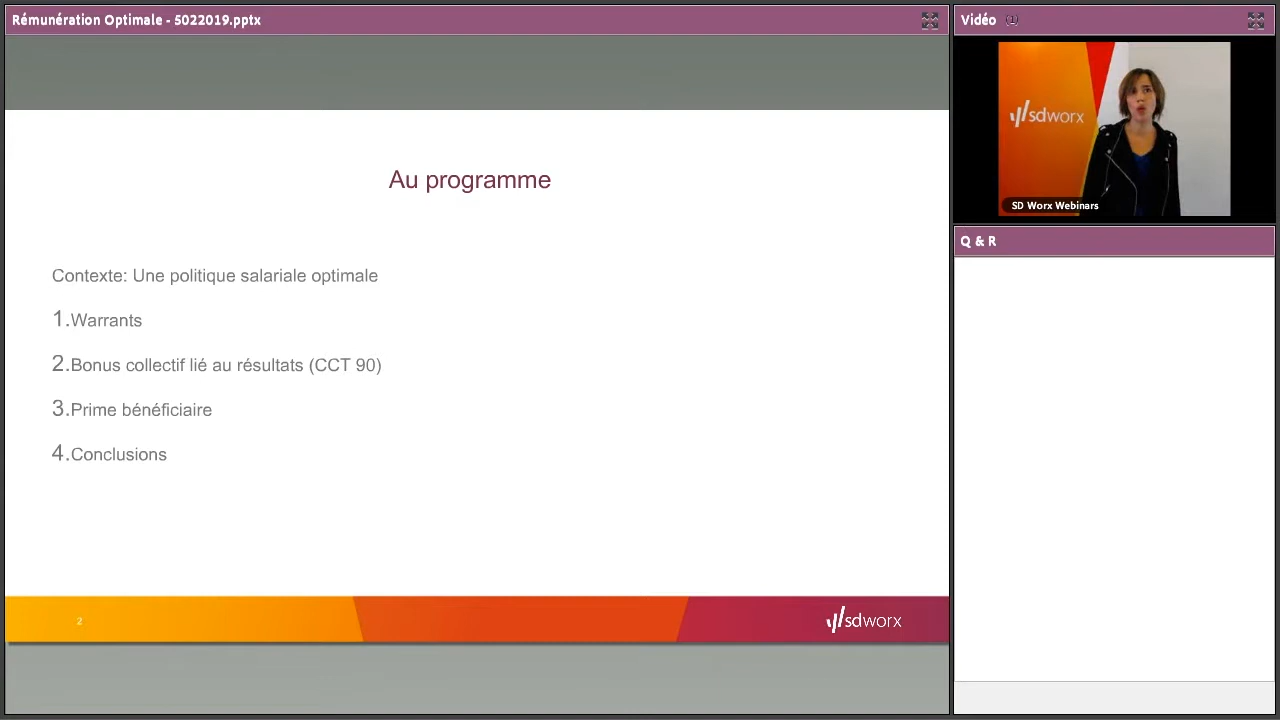 Rémunération Optimale - 5022019.pptx
Au programme
Contexte: Une politique salariale optimale
1.Warrants
2.Bonus collectif lié au résultats (CCT 90)
3.Prime bénéficiaire
4.Conclusions
2
sdworx
Vidéo (1)
sdworx
SD Worx Webinars
Q & R